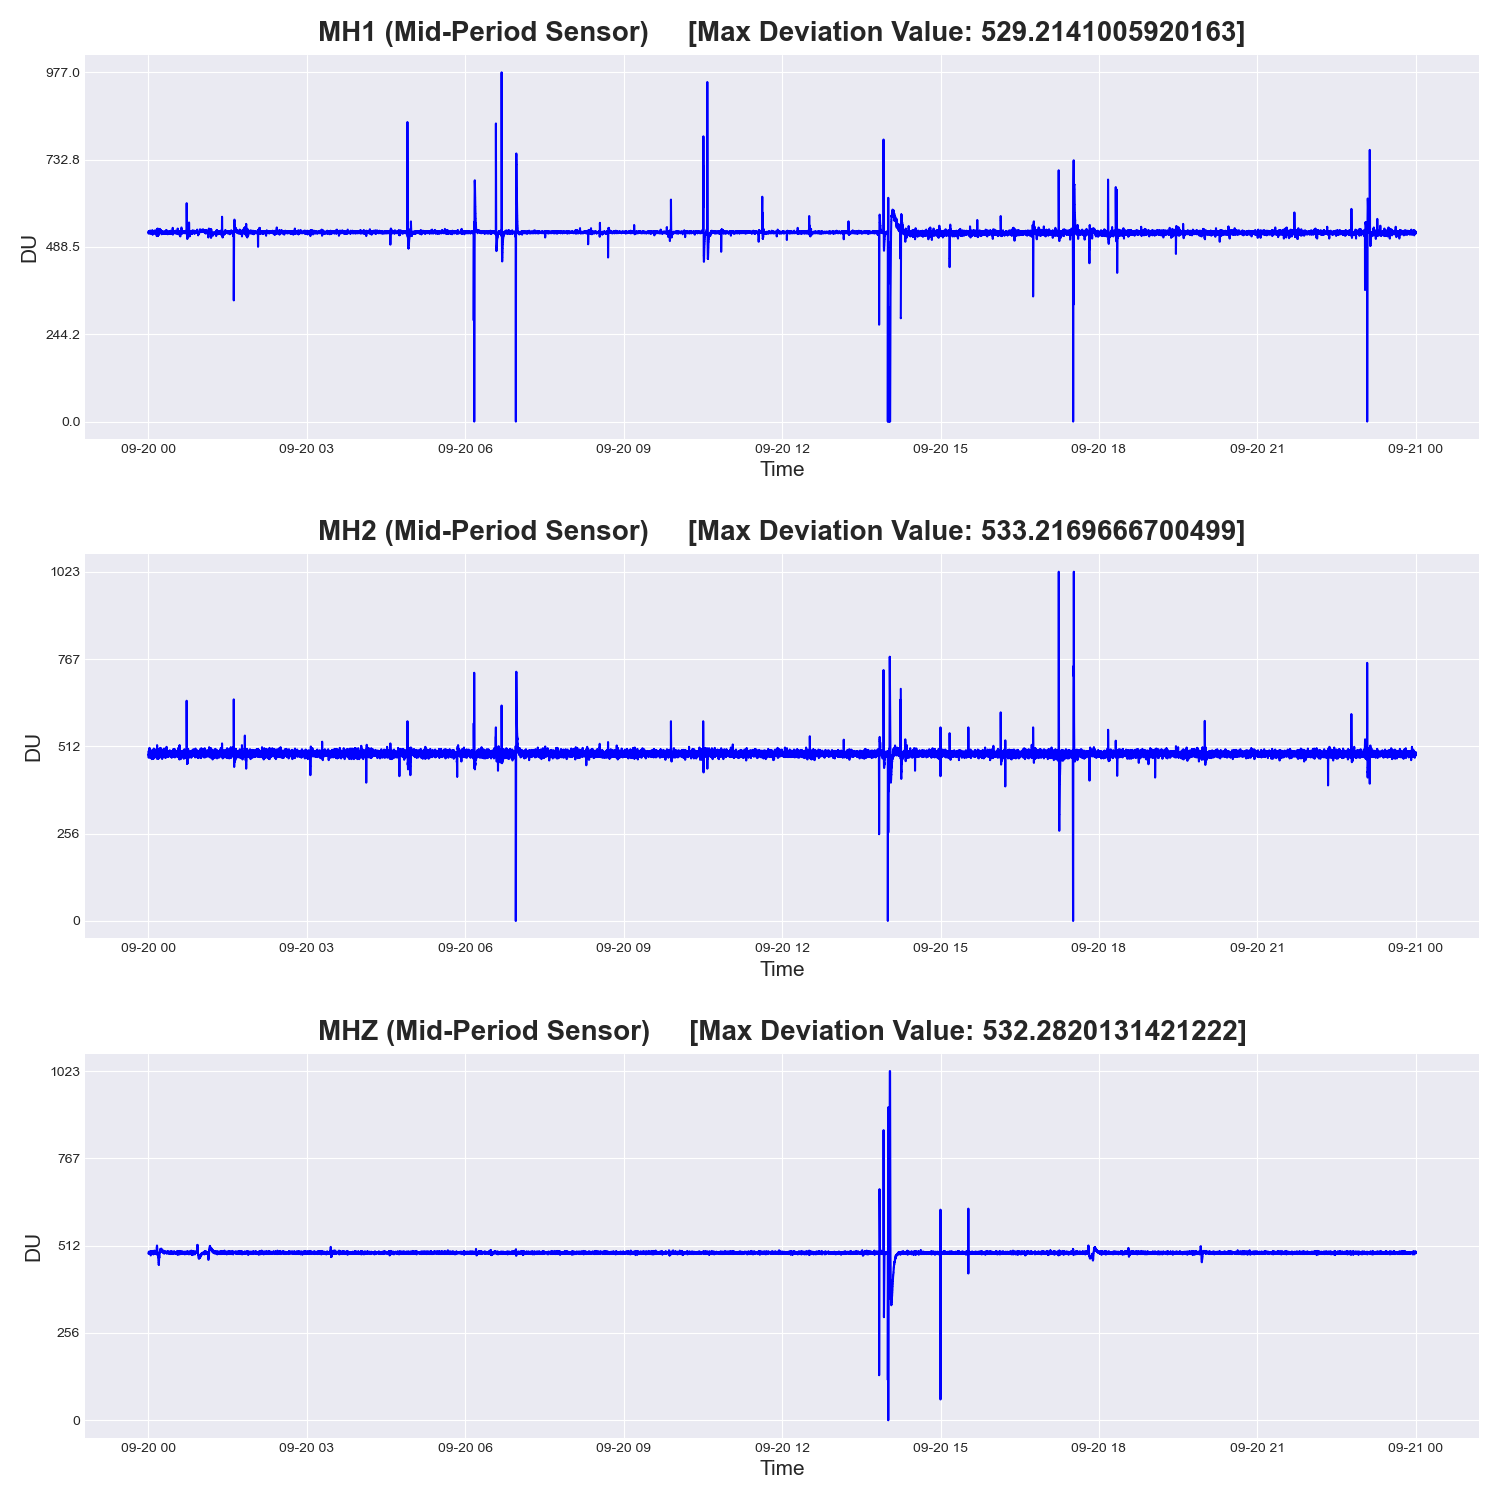 MH1 (Mid-Period Sensor)     [Max Deviation Value: 529.2141005920163]
977.0
732.8
488.5
244.2
0.0
DU
09-20 00 09-20 03 09-20 06 09-20 09 09-20 12 09-20 15 09-20 18 09-20 21 09-21 00
Time
MH2 (Mid-Period Sensor)     [Max Deviation Value: 533.2169666700499]
1023
767
512
256
0
DU
09-20 00 09-20 03 09-20 06 09-20 09 09-20 12 09-20 15 09-20 18 09-20 21 09-21 00
Time
MHZ (Mid-Period Sensor)     [Max Deviation Value: 532.2820131421222]
1023
767
512
256
0
DU
09-20 00 09-20 03 09-20 06 09-20 09 09-20 12 09-20 15 09-20 18 09-20 21 09-21 00
Time